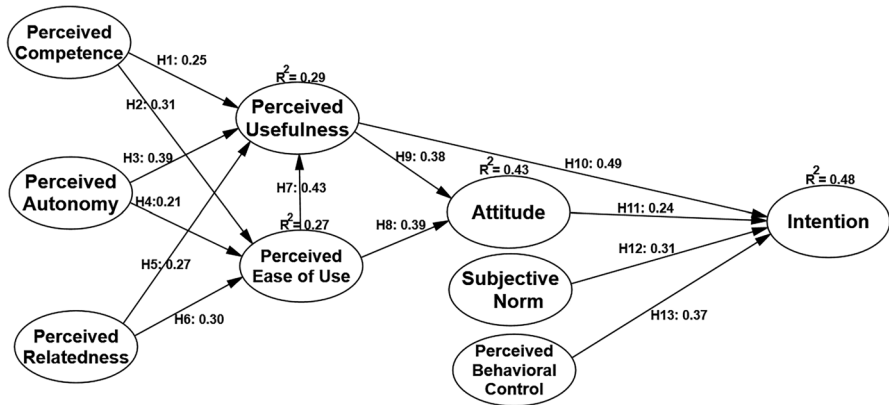 Perceived
Competence
H1: 0.25
H2: 0.31
R2= 0.29
Perceived
Usefulness
H3: 0.39
Perceived
Autonomy
H4:0.21
H5: 0.27
H6: 0.30
Perceived
Relatedness
H7: 0.43
R2= 0.27
Perceived
Ease of Use
H8: 0.39
H9: 0.38
H10: 0.49
R2= 0.43
Attitude
H11: 0.24
Subjective
Norm
H12: 0.31
Perceived
Behavioral
Control
H13: 0.37
R2= 0.48
Intention